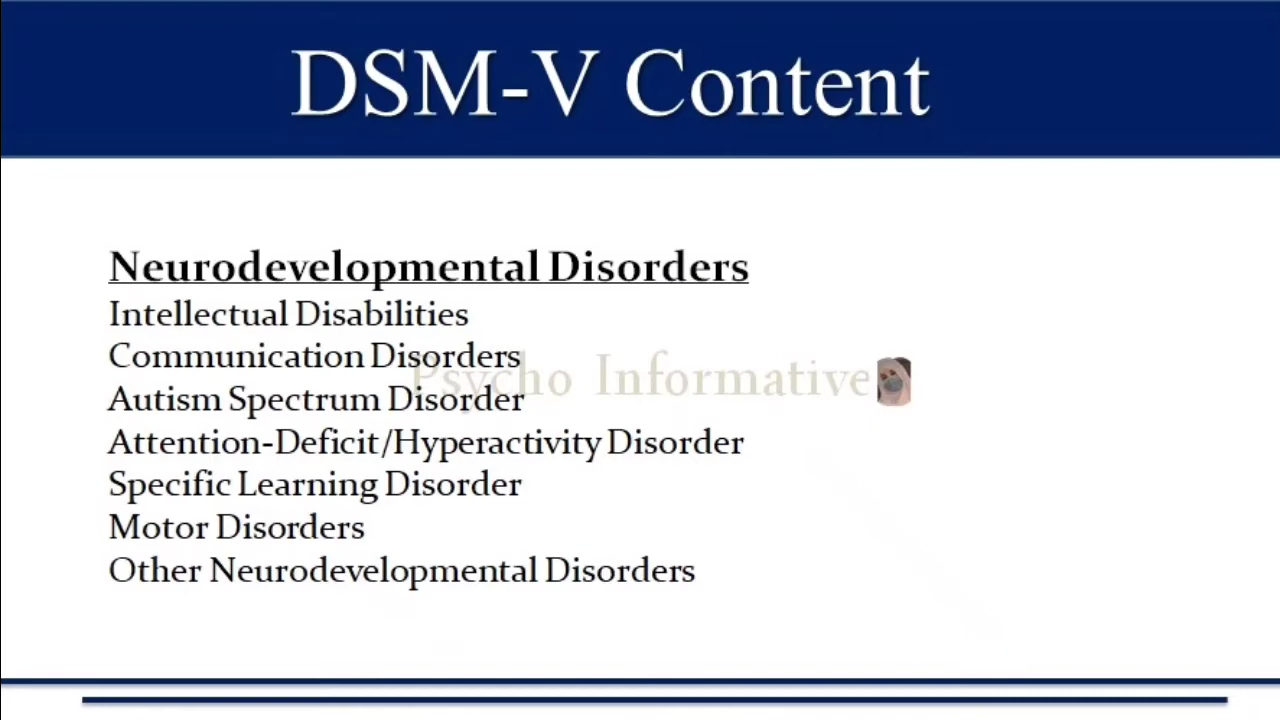 DSM-V Content
Neurodevelopmental Disorders
Intellectual Disabilities
Communication Disorders
Psycho Informative
Autism Spectrum Disorder
Attention-Deficit/Hyperactivity Disorder
Specific Learning Disorder
Motor Disorders
Other Neurodevelopmental Disorders